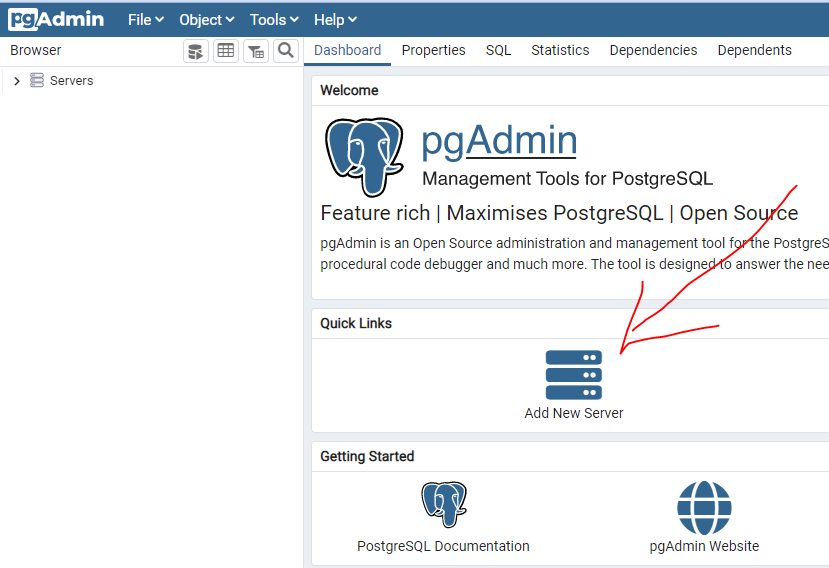 pgAdmin File Object Tools Help
Browser
Dashboard Properties SQL Statistics Dependencies Dependents
Servers
Welcome
pgAdmin
Management Tools for PostgreSQL
Feature rich | Maximises PostgreSQL | Open Source
pgAdmin is an Open Source administration and management tool for the PostgreS
procedural code debugger and much more. The tool is designed to answer the nee
Quick Links
Add New Server
Getting Started
PostgreSQL Documentation
pgAdmin Website